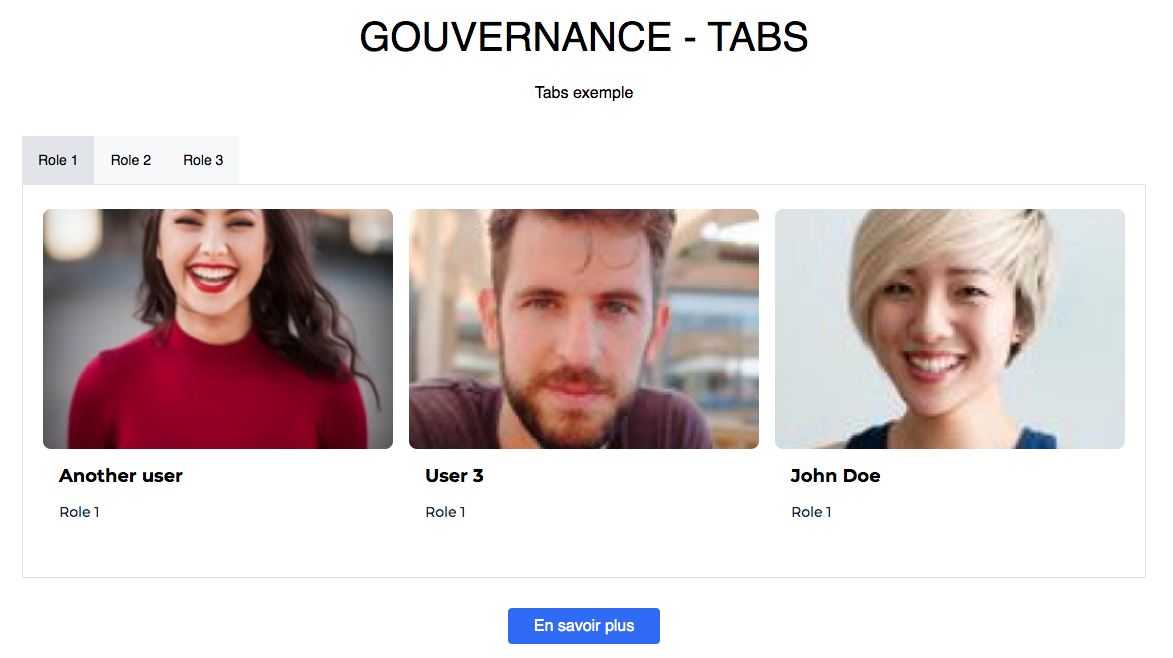 GOUVERNANCE - TABS
Tabs exemple
Role 1 Role 2 Role 3
Another user User 3 John Doe
Role 1 Role 1 Role 1
En savoir plus